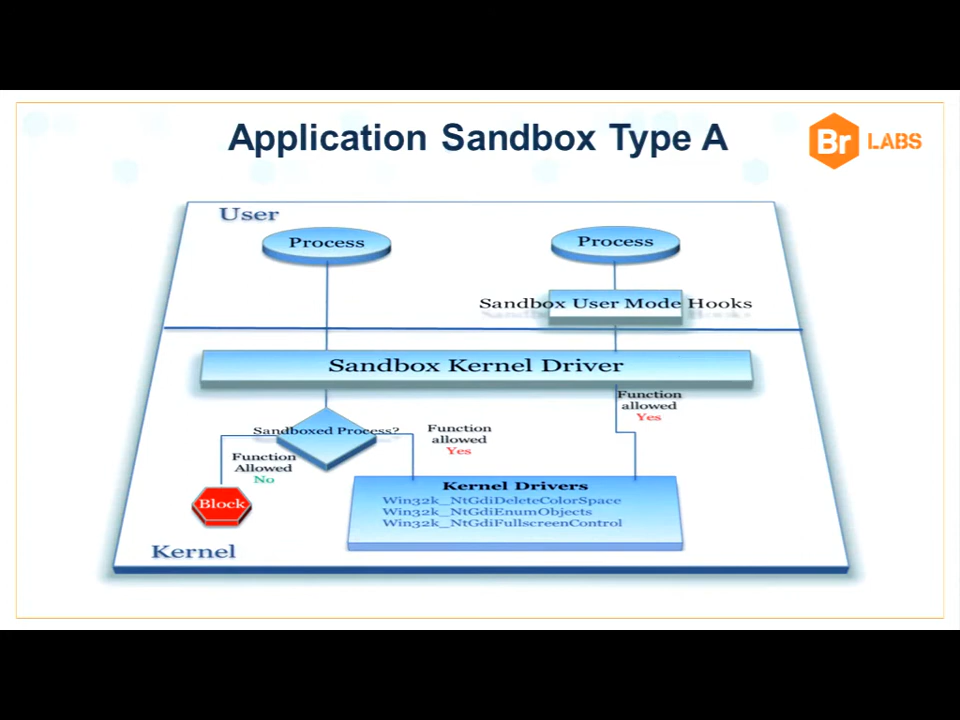 Application Sandbox Type A
Br LABS
User
Process
Process
Sandbox User Mode Hooks
Sandbox Kernel Driver
Function
allowed
Yes
Sandboxed Process?
Function
allowed
Yes
Function
Allowed
No
Block
Kernel Drivers
Win32k_NtGdiDeleteColorSpace
Win32k_NtGdiEnumObjects
Win32k_NtGdiFullscreenControl
Kernel